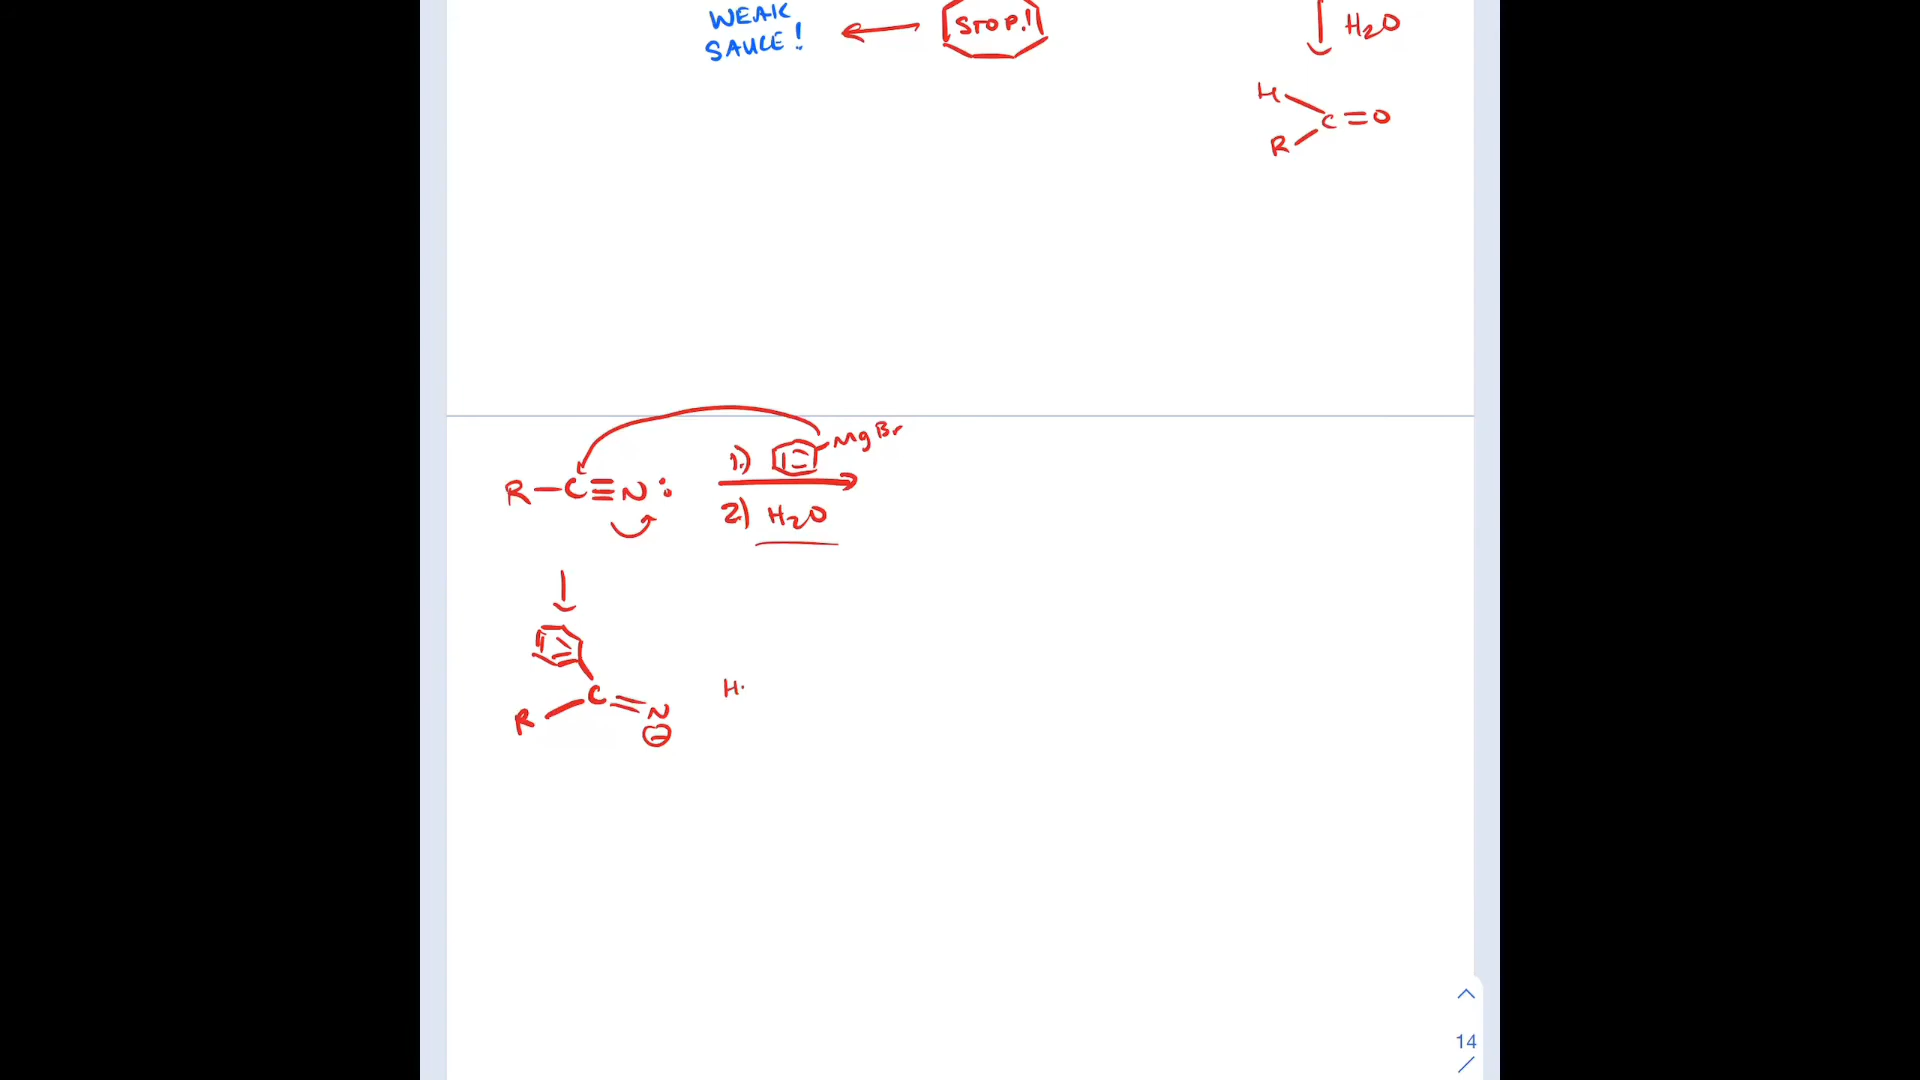 WEAK
SAUCE!
STOP!!
H₂O
H
C=O
R
1.)
MgBr
R-C≡N:
2.) H₂O
C
R
N
⊖
H.
14